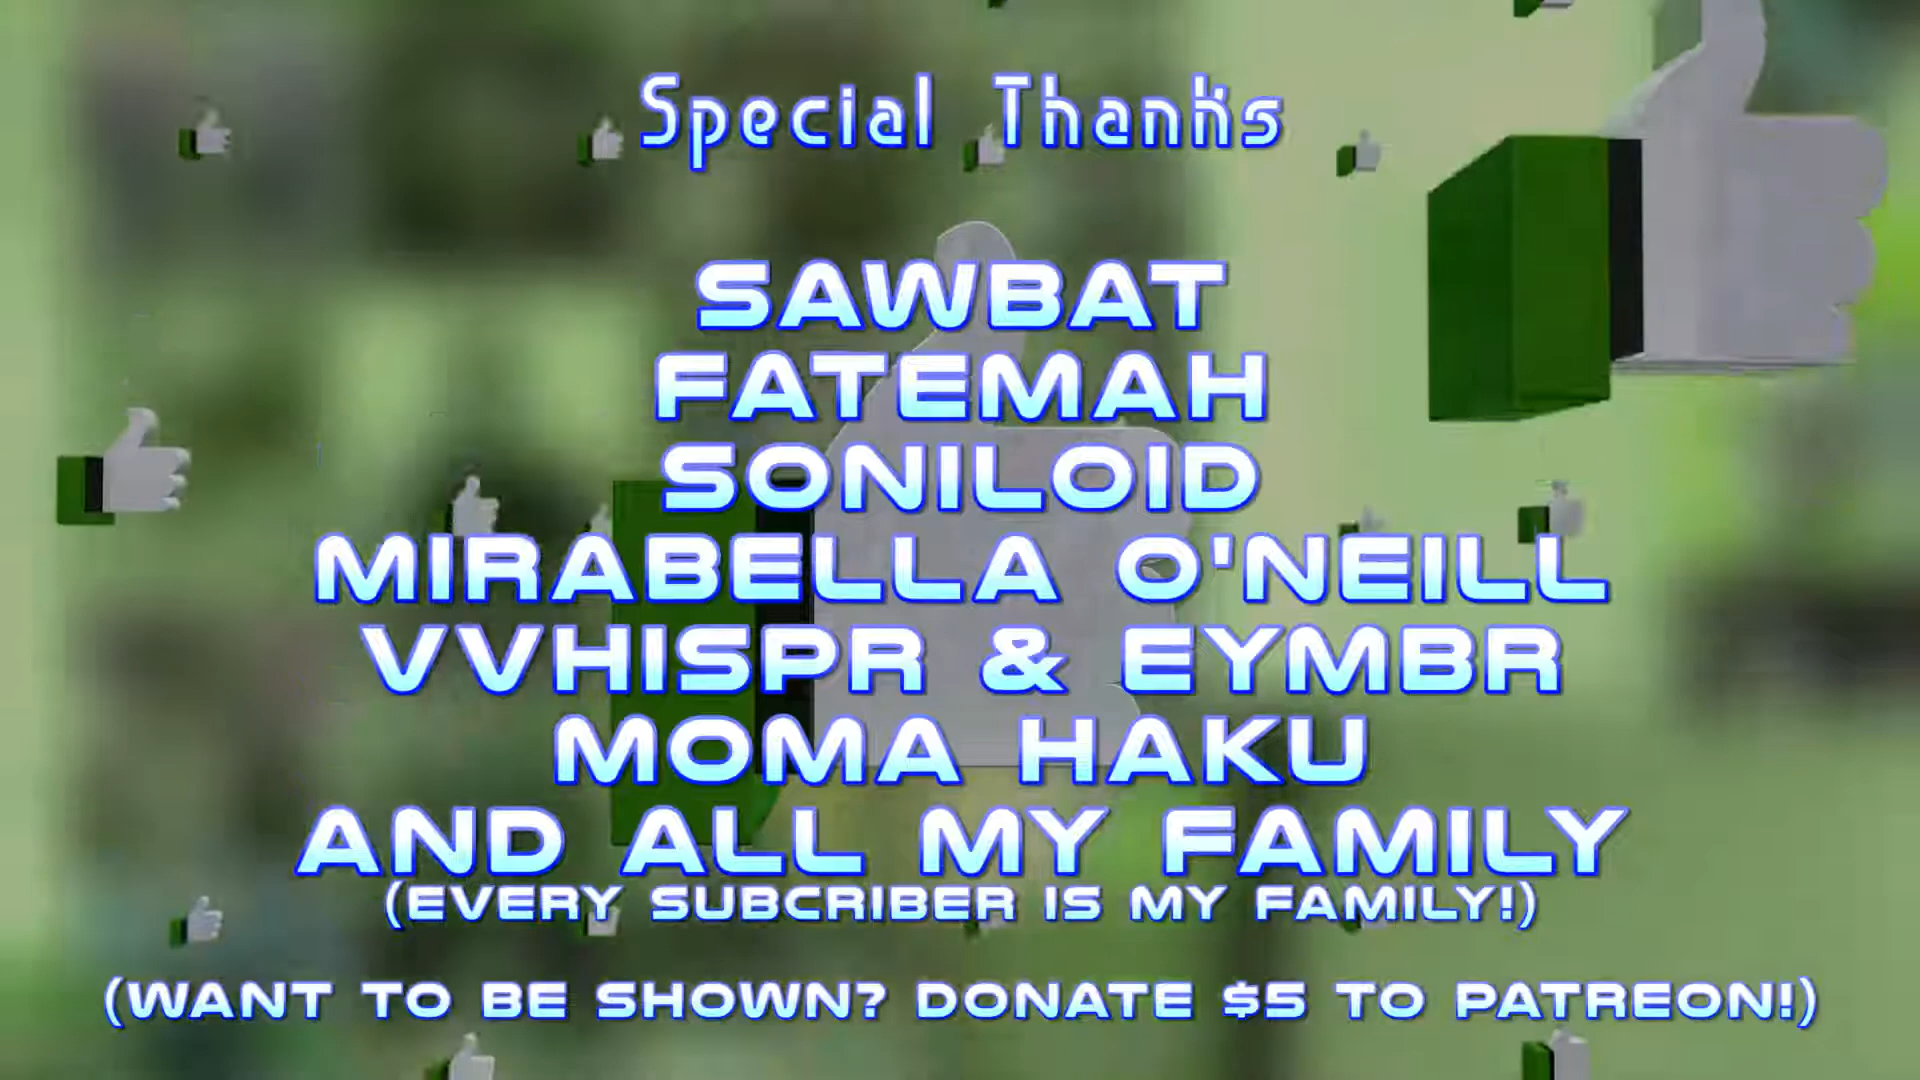 Special Thanks
SAWBAT
FATEMAH
SONILOID
MIRABELLA O'NEILL
VVHISPR & EYMBR
MOMA HAKU
AND ALL MY FAMILY
(EVERY SUBCRIBER IS MY FAMILY!)
(WANT TO BE SHOWN? DONATE $5 TO PATREON!)